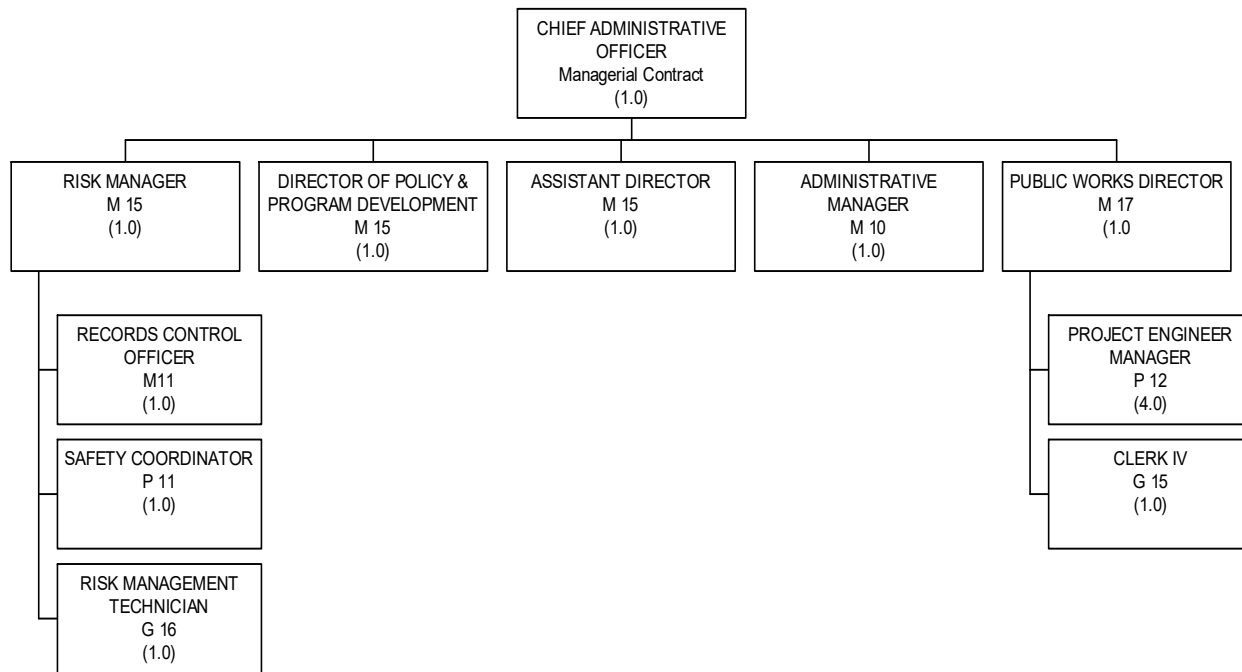 CHIEF ADMINISTRATIVE
OFFICER
Managerial Contract
(1.0)
RISK MANAGER
M 15
(1.0)
DIRECTOR OF POLICY &
PROGRAM DEVELOPMENT
M 15
(1.0)
ASSISTANT DIRECTOR
M 15
(1.0)
ADMINISTRATIVE
MANAGER
M 10
(1.0)
PUBLIC WORKS DIRECTOR
M 17
(1.0
RECORDS CONTROL
OFFICER
M11
(1.0)
SAFETY COORDINATOR
P 11
(1.0)
RISK MANAGEMENT
TECHNICIAN
G 16
(1.0)
PROJECT ENGINEER
MANAGER
P 12
(4.0)
CLERK IV
G 15
(1.0)